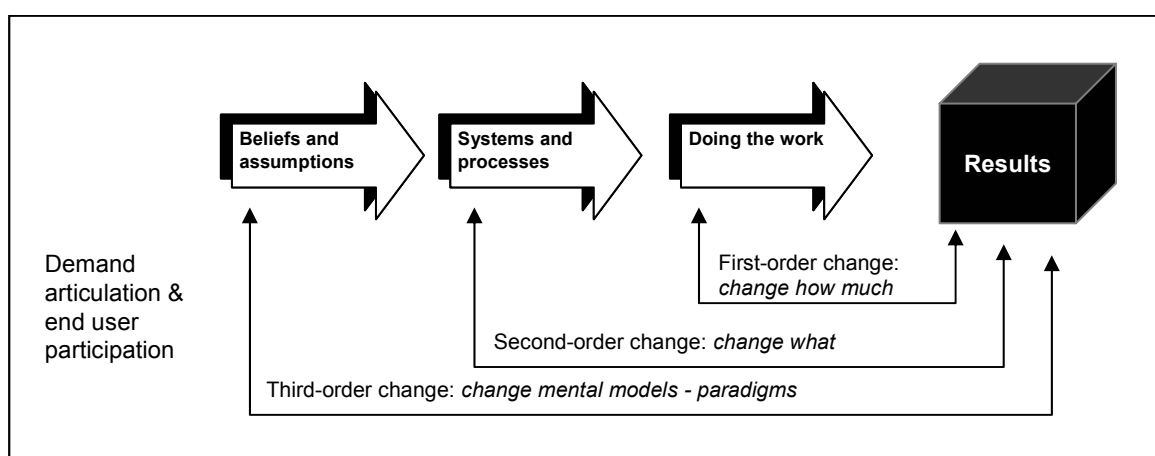 Beliefs and
assumptions
Systems and
processes
Doing the work
Results
Demand
articulation &
end user
participation
First-order change:
change how much
Second-order change: change what
Third-order change: change mental models - paradigms